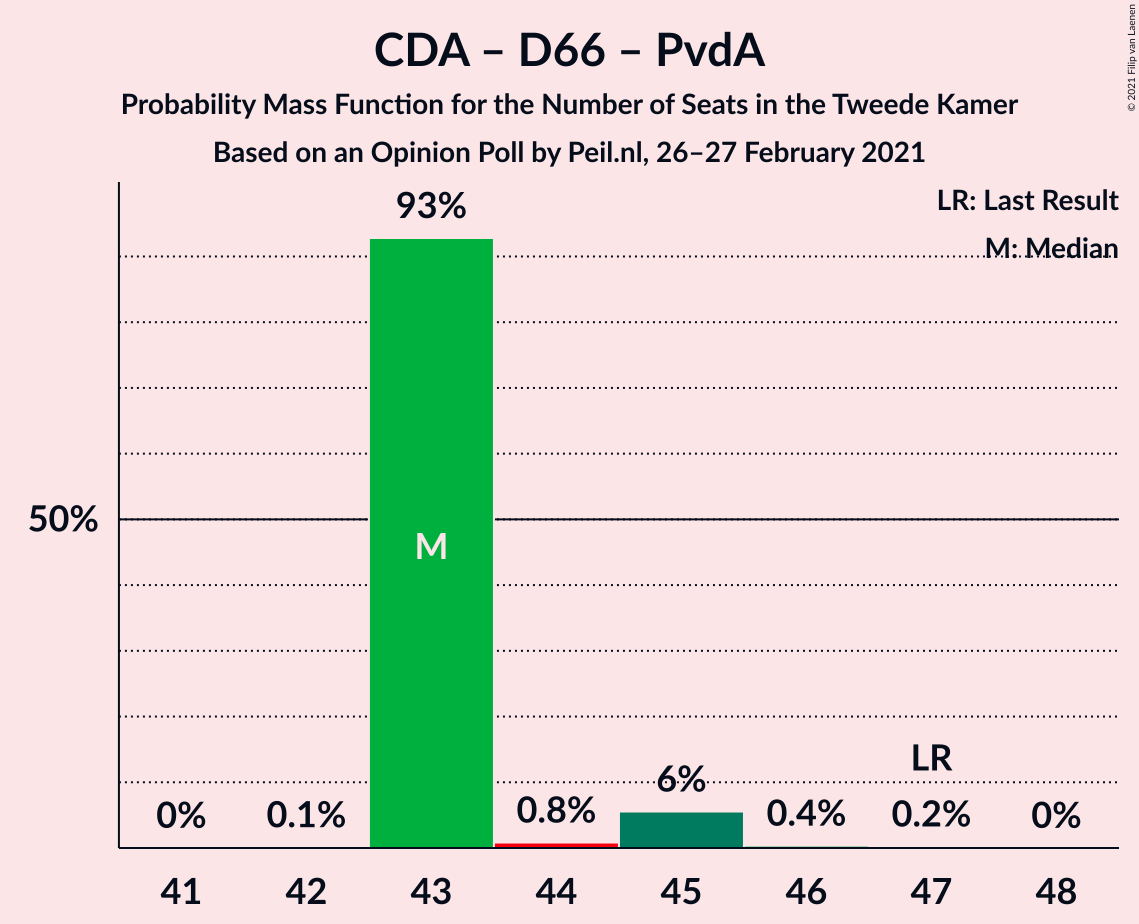 CDA – D66 – PvdA
Probability Mass Function for the Number of Seats in the Tweede Kamer
Based on an Opinion Poll by Peil.nl, 26–27 February 2021
© 2021 Filip van Laenen
LR: Last Result
M: Median
93%
50%
M
LR
0% 0.1% 0.8% 6% 0.4% 0.2% 0%
41 42 43 44 45 46 47 48